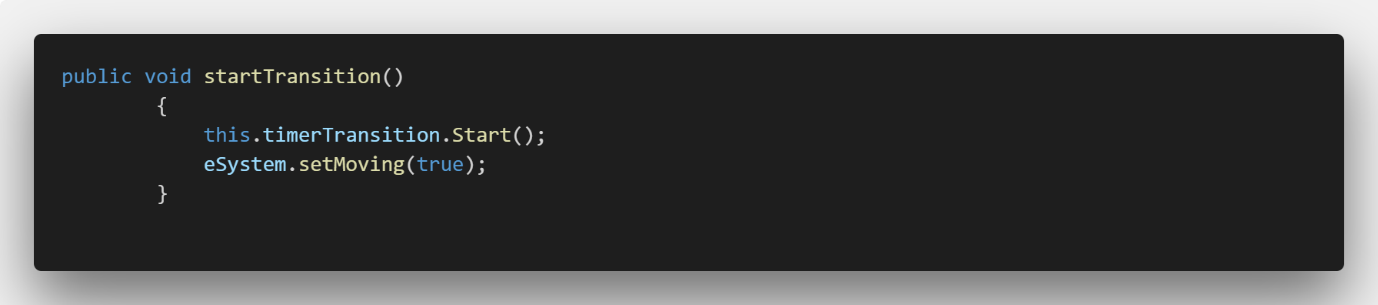 public void startTransition()
        {
            this.timerTransition.Start();
            eSystem.setMoving(true);
        }